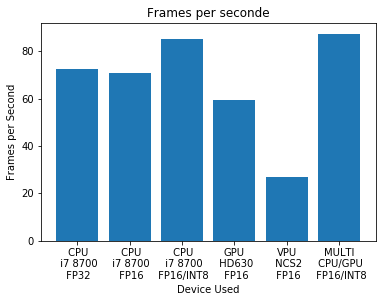 Frames per seconde
Frames per Second
80
60
40
20
0
CPU
i7 8700
FP32
CPU
i7 8700
FP16
CPU
i7 8700
FP16/INT8
GPU
HD630
FP16
VPU
NCS2
FP16
MULTI
CPU/GPU
FP16/INT8
Device Used